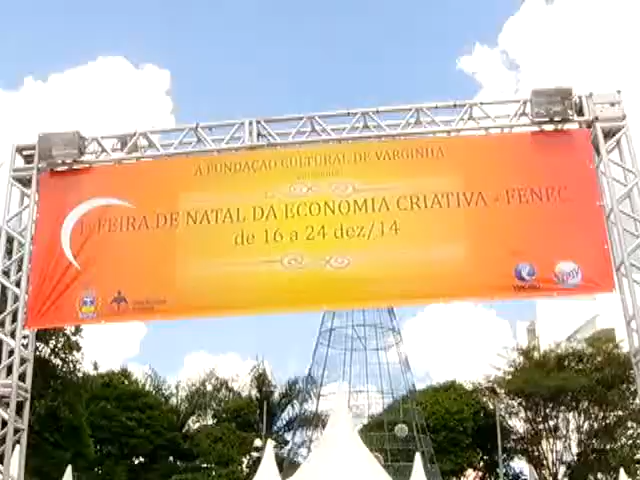 A FUNDAÇÃO CULTURAL DE VARGINHA
1ª FEIRA DE NATAL DA ECONOMIA CRIATIVA - FENEC
de 16 a 24 dez/14